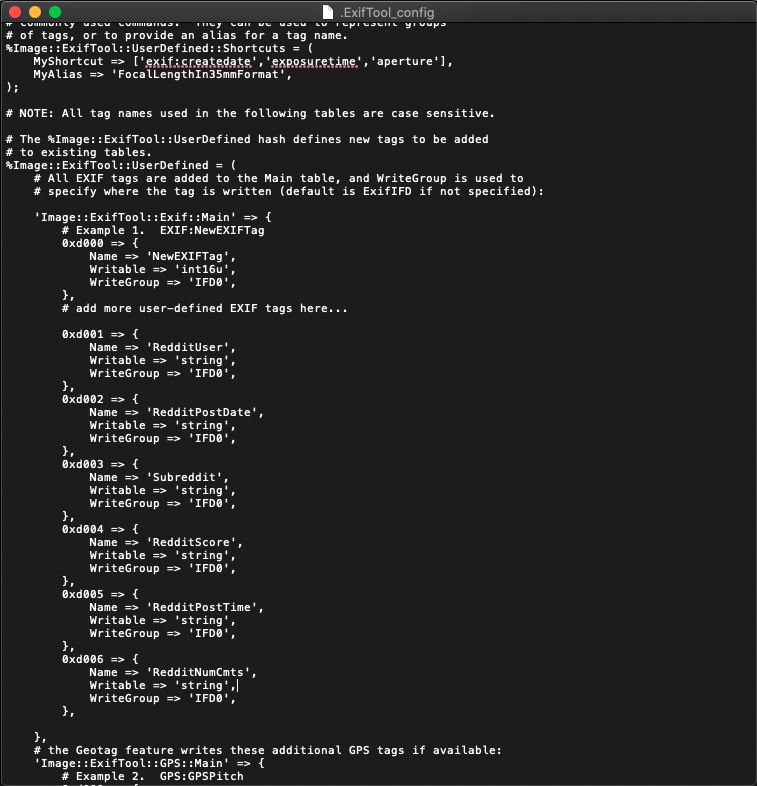 .ExifTool_config
# commonly used commands. They can be used to represent groups
# of tags, or to provide an alias for a tag name.
%Image::ExifTool::UserDefined::Shortcuts = (
    MyShortcut => ['exif:createdate','exposuretime','aperture'],
    MyAlias => 'FocalLengthIn35mmFormat',
);

# NOTE: All tag names used in the following tables are case sensitive.

# The %Image::ExifTool::UserDefined hash defines new tags to be added
# to existing tables.
%Image::ExifTool::UserDefined = (
    # All EXIF tags are added to the Main table, and WriteGroup is used to
    # specify where the tag is written (default is ExifIFD if not specified):

    'Image::ExifTool::Exif::Main' => {
        # Example 1.  EXIF:NewEXIFTag
        0xd000 => {
            Name => 'NewEXIFTag',
            Writable => 'int16u',
            WriteGroup => 'IFD0',
        },
        # add more user-defined EXIF tags here...

        0xd001 => {
            Name => 'RedditUser',
            Writable => 'string',
            WriteGroup => 'IFD0',
        },
        0xd002 => {
            Name => 'RedditPostDate',
            Writable => 'string',
            WriteGroup => 'IFD0',
        },
        0xd003 => {
            Name => 'Subreddit',
            Writable => 'string',
            WriteGroup => 'IFD0',
        },
        0xd004 => {
            Name => 'RedditScore',
            Writable => 'string',
            WriteGroup => 'IFD0',
        },
        0xd005 => {
            Name => 'RedditPostTime',
            Writable => 'string',
            WriteGroup => 'IFD0',
        },
        0xd006 => {
            Name => 'RedditNumCmts',
            Writable => 'string',
            WriteGroup => 'IFD0',
        },

    },
    # the Geotag feature writes these additional GPS tags if available:
    'Image::ExifTool::GPS::Main' => {
        # Example 2.  GPS:GPSPitch